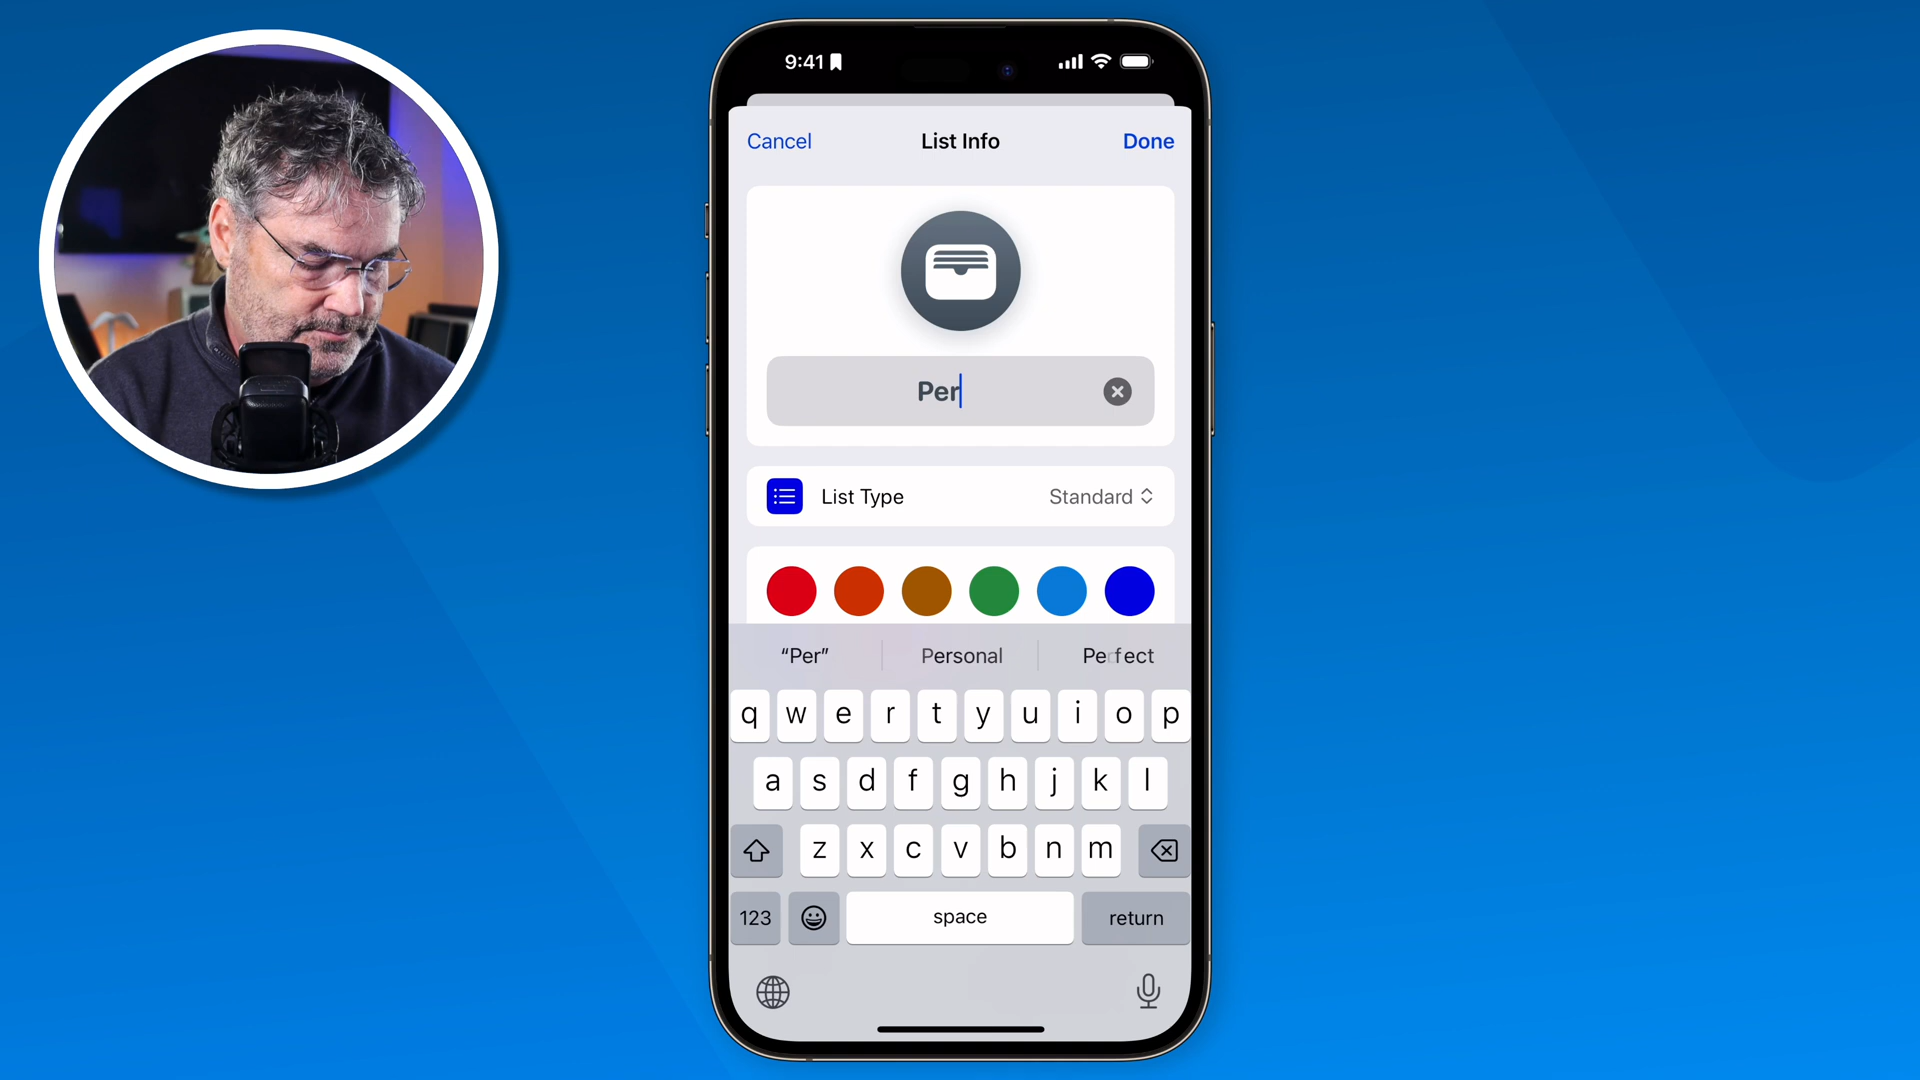 9:41
Cancel List Info Done
Per
List Type Standard
“Per” Personal Perfect
q w e r t y u i o p
a s d f g h j k l
z x c v b n m
123 space return